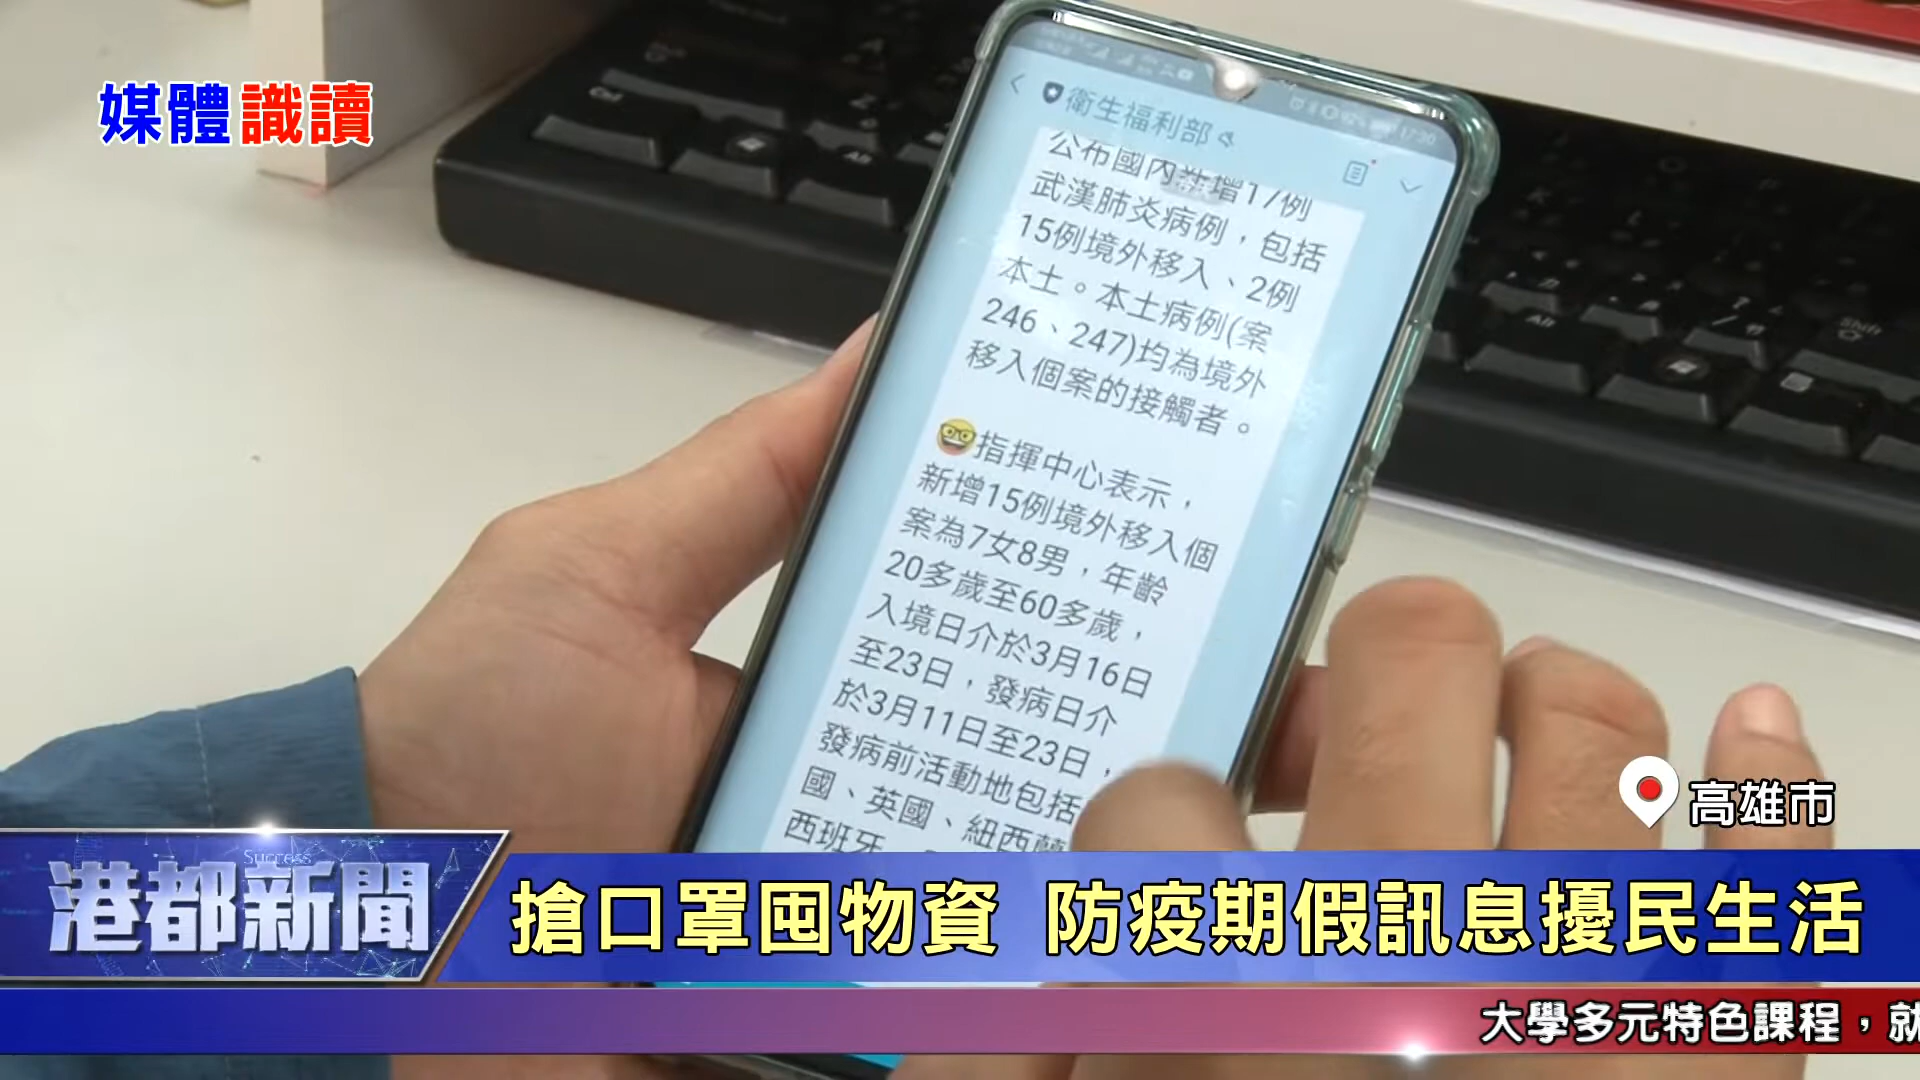 媒體識讀
衛生福利部
公布國內新增17例
武漢肺炎病例，包括
15例境外移入、2例
本土。本土病例(案
246、247)均為境外
移入個案的接觸者。
指揮中心表示，
新增15例境外移入個
案為7女8男，年齡
20多歲至60多歲，
入境日介於3月16日
至23日，發病日介
於3月11日至23日，
發病前活動地包括
國、英國、紐西蘭
西班牙
高雄市
Success
港都新聞
搶口罩囤物資 防疫期假訊息擾民生活
大學多元特色課程，就